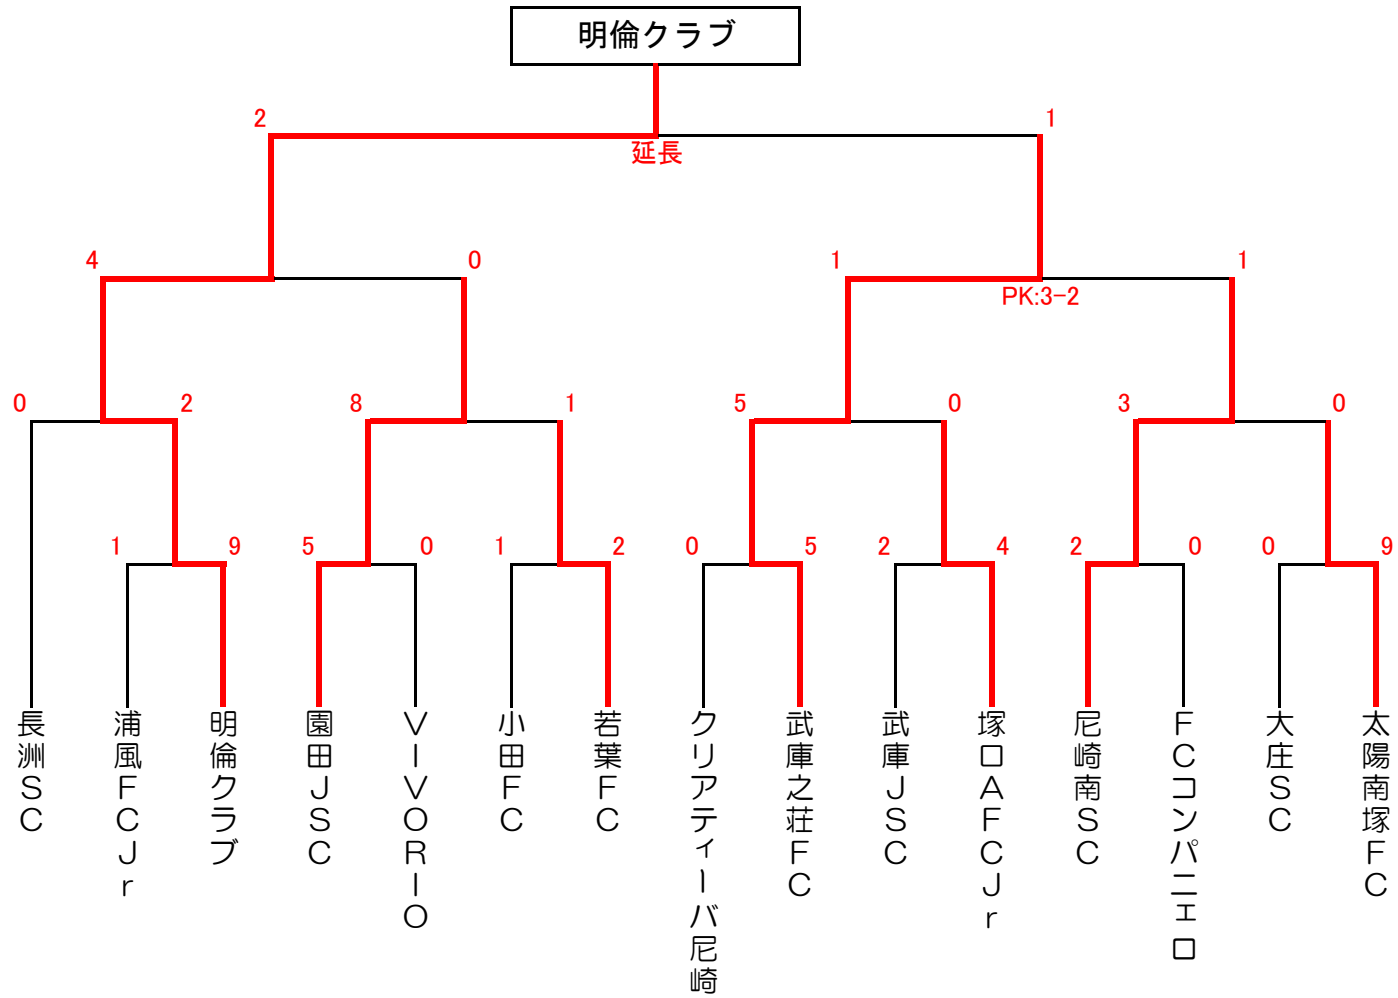 明倫クラブ
2
1
延長
4
0
1
1
PK:3-2
0
2
8
1
5
0
3
0
1
9
5
0
1
2
0
5
2
4
2
0
0
9
長洲SC
浦風FCJr
明倫クラブ
園田JSC
VIVORIO
小田FC
若葉FC
クリアティーバ尼崎
武庫之荘FC
武庫JSC
塚口AFCJr
尼崎南SC
FCコンパニエロ
大庄SC
太陽南塚FC